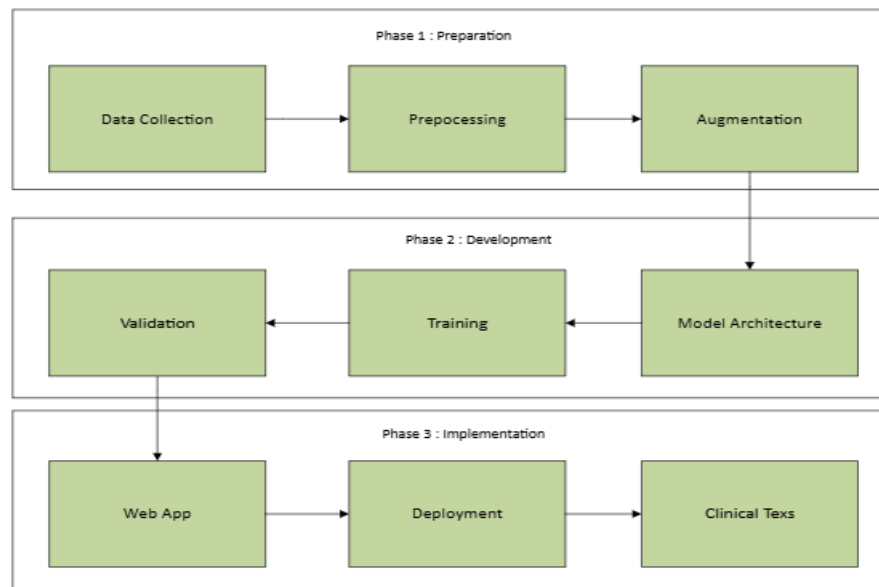 Phase 1 : Preparation
Data Collection
Prepocessing
Augmentation
Phase 2 : Development
Validation
Training
Model Architecture
Phase 3 : Implementation
Web App
Deployment
Clinical Texs